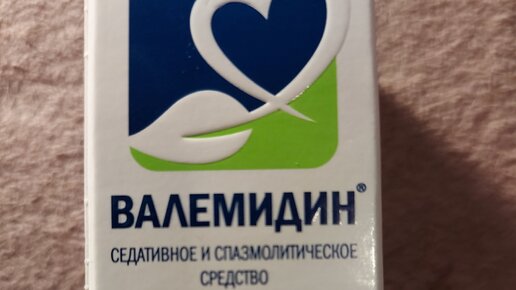 ВАЛЕМИДИН®
СЕДАТИВНОЕ И СПАЗМОЛИТИЧЕСКОЕ
СРЕДСТВО